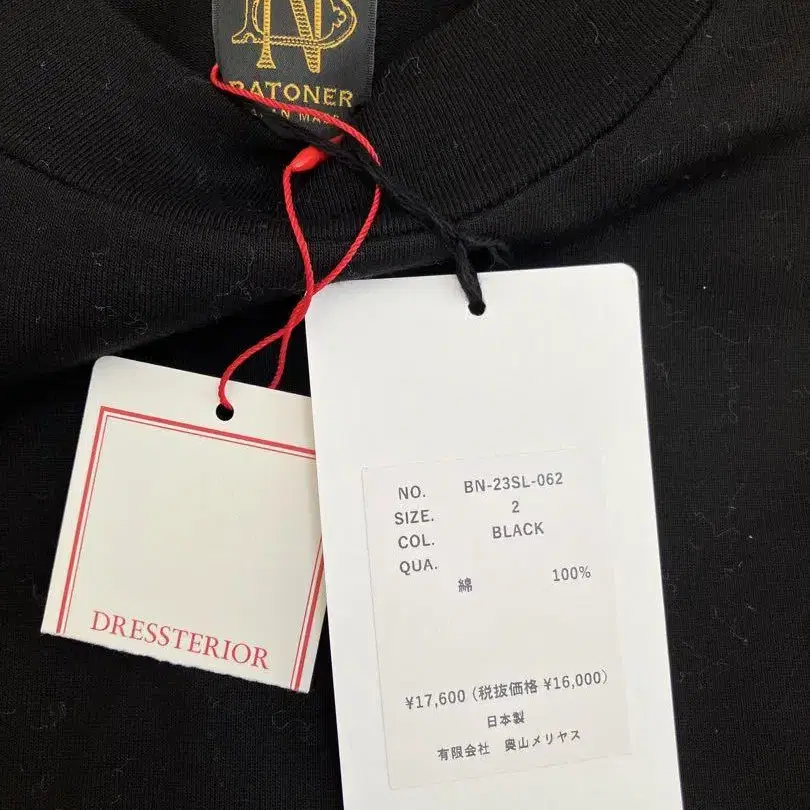 BATONER
MADE
DRESSTERIOR
NO. BN-23SL-062
SIZE. 2
COL. BLACK
QUA.
綿 100%
¥17,600 (税抜価格 ¥16,000)
日本製
有限会社 奥山メリヤス